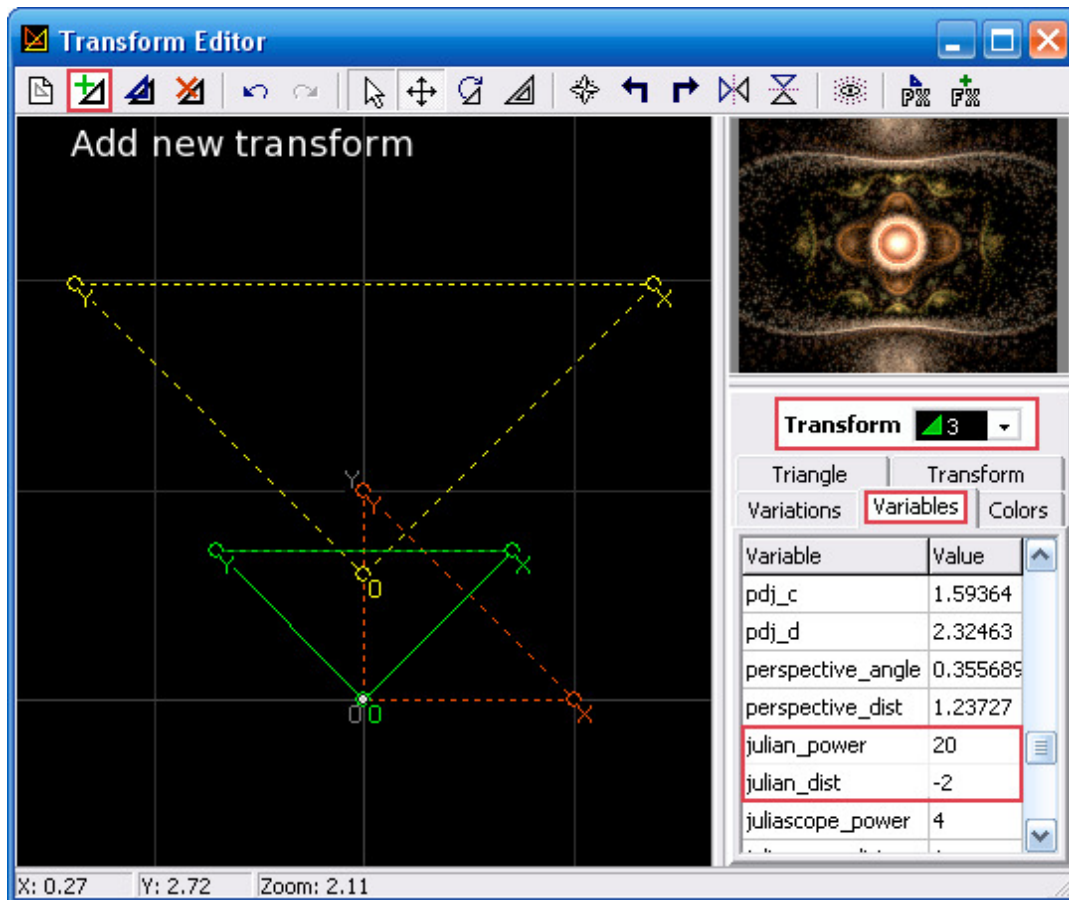 Transform Editor
PX FX
Add new transform
Y X
Y
Y
Y X
O
O O X
Transform 3
Triangle Transform
Variations Variables Colors
Variable Value
pdj_c 1.59364
pdj_d 2.32463
perspective_angle 0.355689
perspective_dist 1.23727
julian_power 20
julian_dist -2
juliascope_power 4
X: 0.27 Y: 2.72 Zoom: 2.11